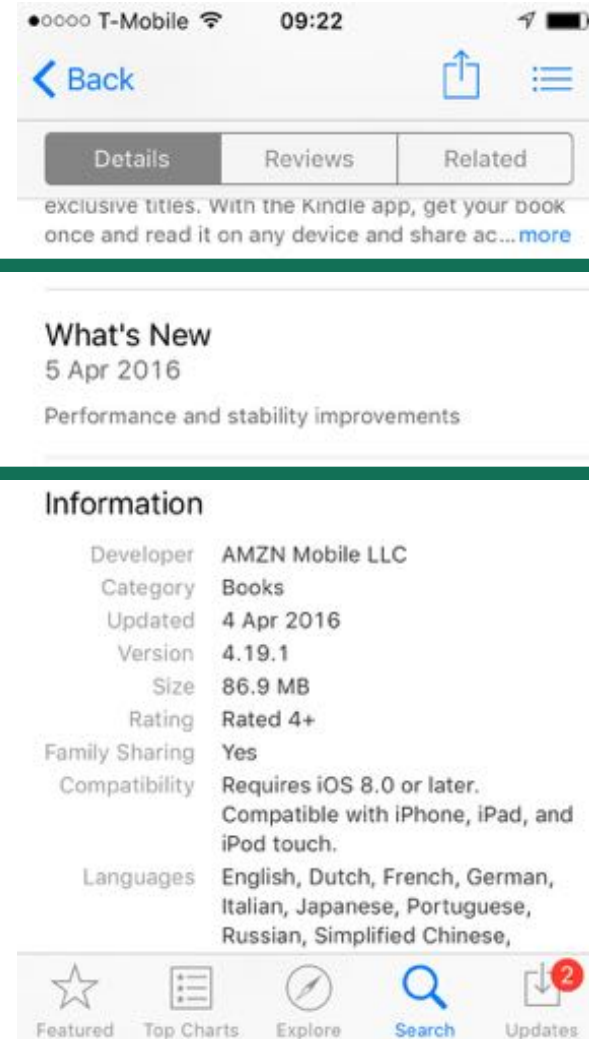 T-Mobile 09:22
Back
Details Reviews Related
exclusive titles. With the Kindle app, get your book
once and read it on any device and share ac...more
What's New
5 Apr 2016
Performance and stability improvements
Information
Developer AMZN Mobile LLC
Category Books
Updated 4 Apr 2016
Version 4.19.1
Size 86.9 MB
Rating Rated 4+
Family Sharing Yes
Compatibility Requires iOS 8.0 or later.
Compatible with iPhone, iPad, and
iPod touch.
Languages English, Dutch, French, German,
Italian, Japanese, Portuguese,
Russian, Simplified Chinese,
2
Featured Top Charts Explore Search Updates